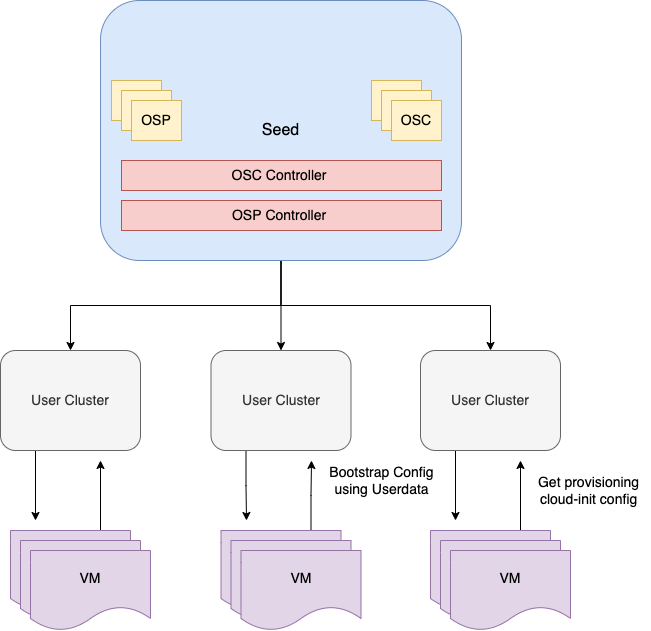 OSP
OSC
Seed
OSC Controller
OSP Controller
User Cluster
User Cluster
User Cluster
Bootstrap Config
using Userdata
Get provisioning
cloud-init config
VM
VM
VM